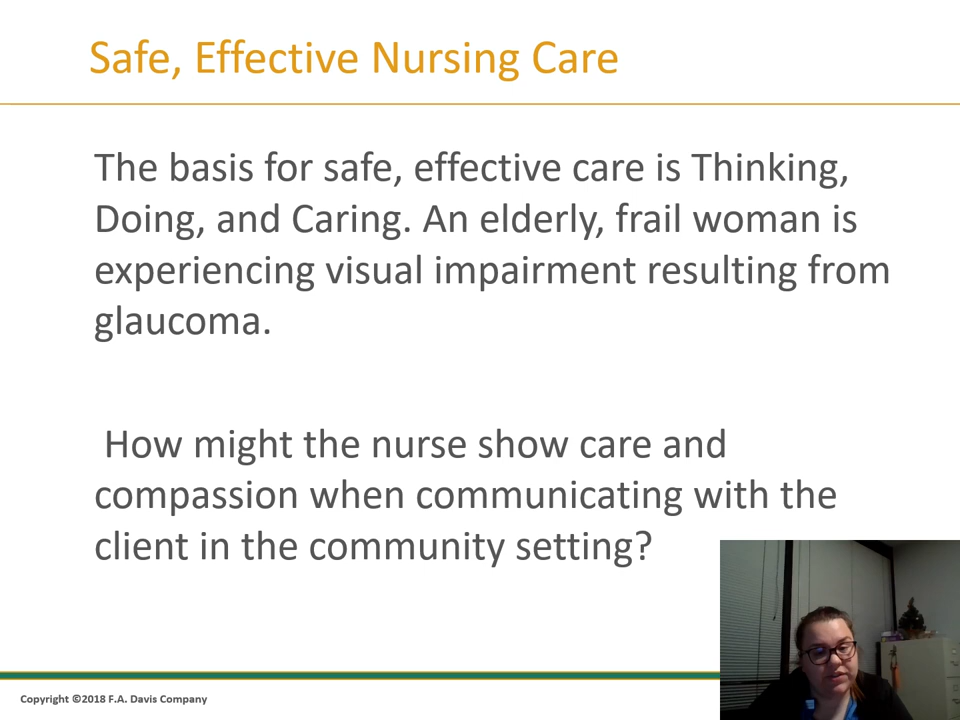 Safe, Effective Nursing Care
The basis for safe, effective care is Thinking,
Doing, and Caring. An elderly, frail woman is
experiencing visual impairment resulting from
glaucoma.
How might the nurse show care and
compassion when communicating with the
client in the community setting?
Copyright ©2018 F.A. Davis Company